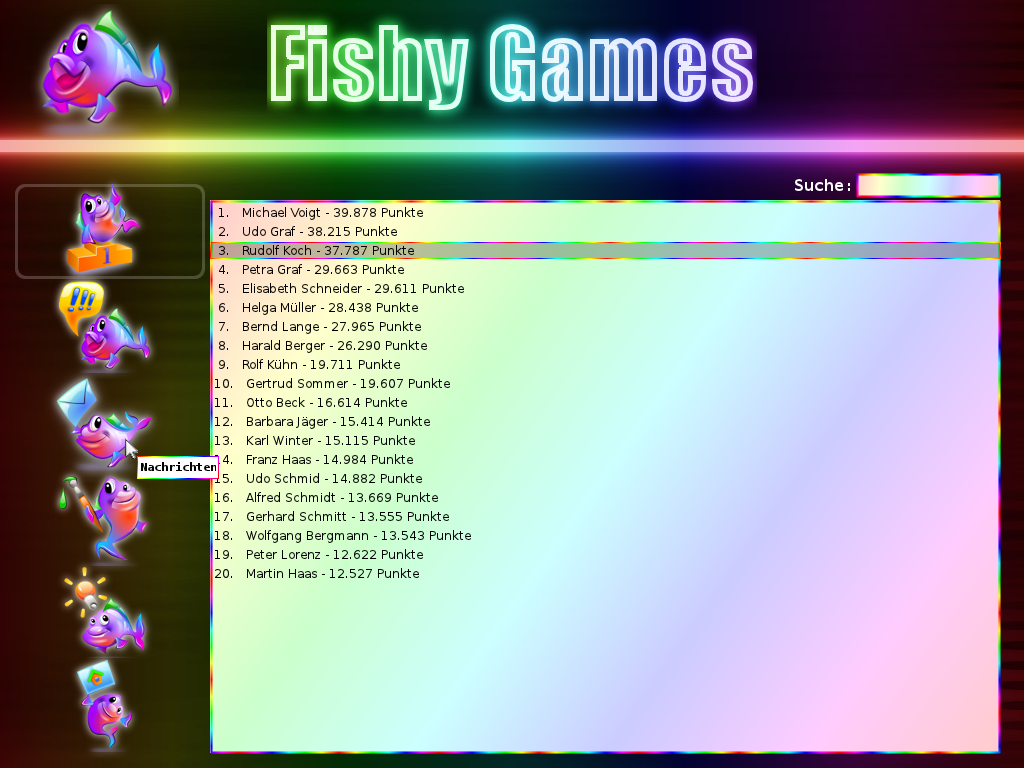 Fishy Games
Suche:
1. Michael Voigt - 39.878 Punkte
2. Udo Graf - 38.215 Punkte
3. Rudolf Koch - 37.787 Punkte
4. Petra Graf - 29.663 Punkte
5. Elisabeth Schneider - 29.611 Punkte
6. Helga Müller - 28.438 Punkte
7. Bernd Lange - 27.965 Punkte
8. Harald Berger - 26.290 Punkte
9. Rolf Kühn - 19.711 Punkte
10. Gertrud Sommer - 19.607 Punkte
11. Otto Beck - 16.614 Punkte
12. Barbara Jäger - 15.414 Punkte
13. Karl Winter - 15.115 Punkte
14. Franz Haas - 14.984 Punkte
15. Udo Schmid - 14.882 Punkte
16. Alfred Schmidt - 13.669 Punkte
17. Gerhard Schmitt - 13.555 Punkte
18. Wolfgang Bergmann - 13.543 Punkte
19. Peter Lorenz - 12.622 Punkte
20. Martin Haas - 12.527 Punkte
1
!!!
Nachrichten